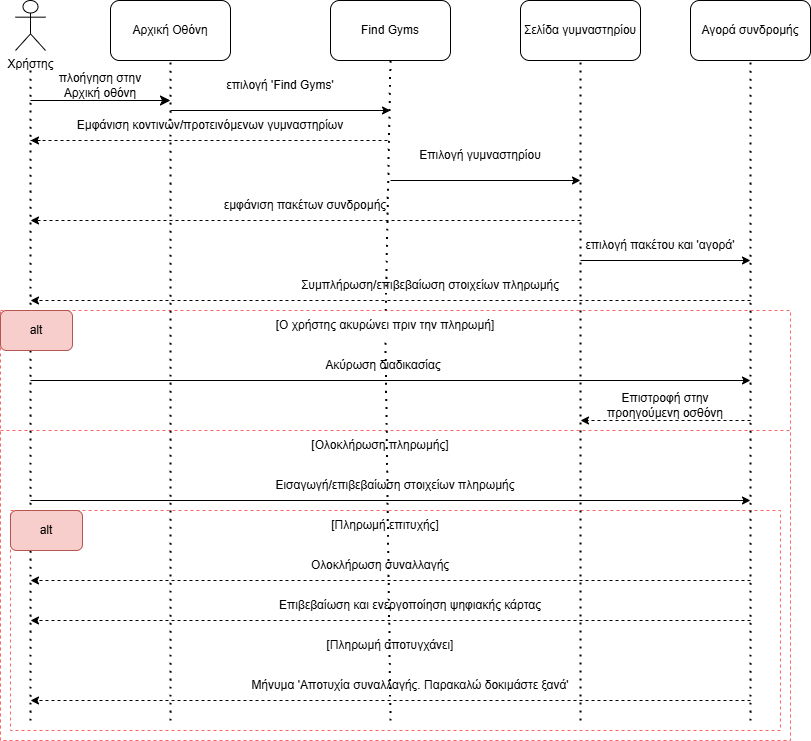 Αρχική Οθόνη
Find Gyms
Σελίδα γυμναστηρίου
Αγορά συνδρομής
Χρήστης
πλοήγηση στην
Αρχική οθόνη
επιλογή 'Find Gyms'
Εμφάνιση κοντινών/προτεινόμενων γυμναστηρίων
Επιλογή γυμναστηρίου
εμφάνιση πακέτων συνδρομής
επιλογή πακέτου και 'αγορά'
Συμπλήρωση/επιβεβαίωση στοιχείων πληρωμής
alt
[Ο χρήστης ακυρώνει πριν την πληρωμή]
Ακύρωση διαδικασίας
Επιστροφή στην
προηγούμενη οσθόνη
[Ολοκλήρωση πληρωμής]
Εισαγωγή/επιβεβαίωση στοιχείων πληρωμής
alt
[Πληρωμή επιτυχής]
Ολοκλήρωση συναλλαγής
Επιβεβαίωση και ενεργοποίηση ψηφιακής κάρτας
[Πληρωμή αποτυγχάνει]
Μήνυμα 'Αποτυχία συναλλαγής. Παρακαλώ δοκιμάστε ξανά'